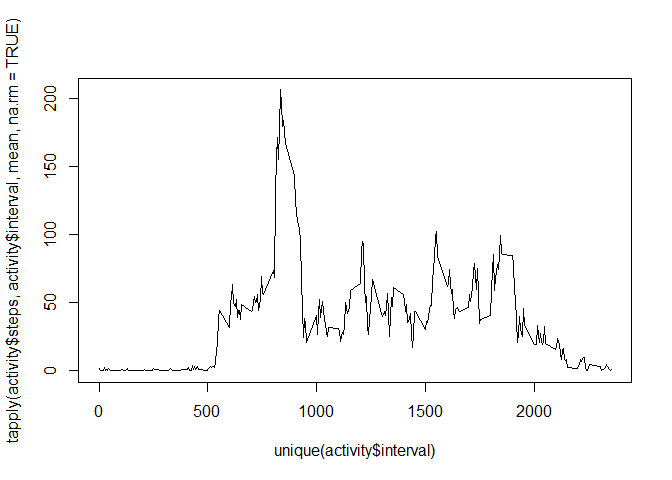 tapply(activity$steps, activity$interval, mean, na.rm = TRUE)
200
150
100
50
0
0 500 1000 1500 2000
unique(activity$interval)